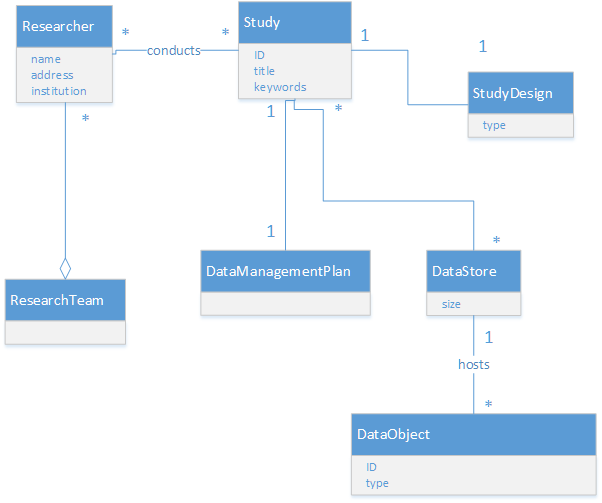 Researcher
name
address
institution
*
conducts
*
Study
ID
title
keywords
1
1
StudyDesign
type
*
1
*
1
*
ResearchTeam
DataManagementPlan
DataStore
size
1
hosts
*
DataObject
ID
type